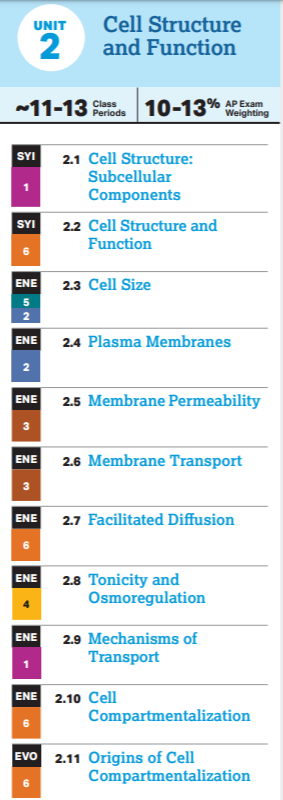 UNIT
2
Cell Structure
and Function
~11-13 Class
Periods
10-13% AP Exam
Weighting
SYI
1
2.1 Cell Structure:
Subcellular
Components
SYI
6
2.2 Cell Structure and
Function
ENE
5
2
2.3 Cell Size
ENE
2
2.4 Plasma Membranes
ENE
3
2.5 Membrane Permeability
ENE
3
2.6 Membrane Transport
ENE
6
2.7 Facilitated Diffusion
ENE
4
2.8 Tonicity and
Osmoregulation
ENE
1
2.9 Mechanisms of
Transport
ENE
6
2.10 Cell
Compartmentalization
EVO
6
2.11 Origins of Cell
Compartmentalization